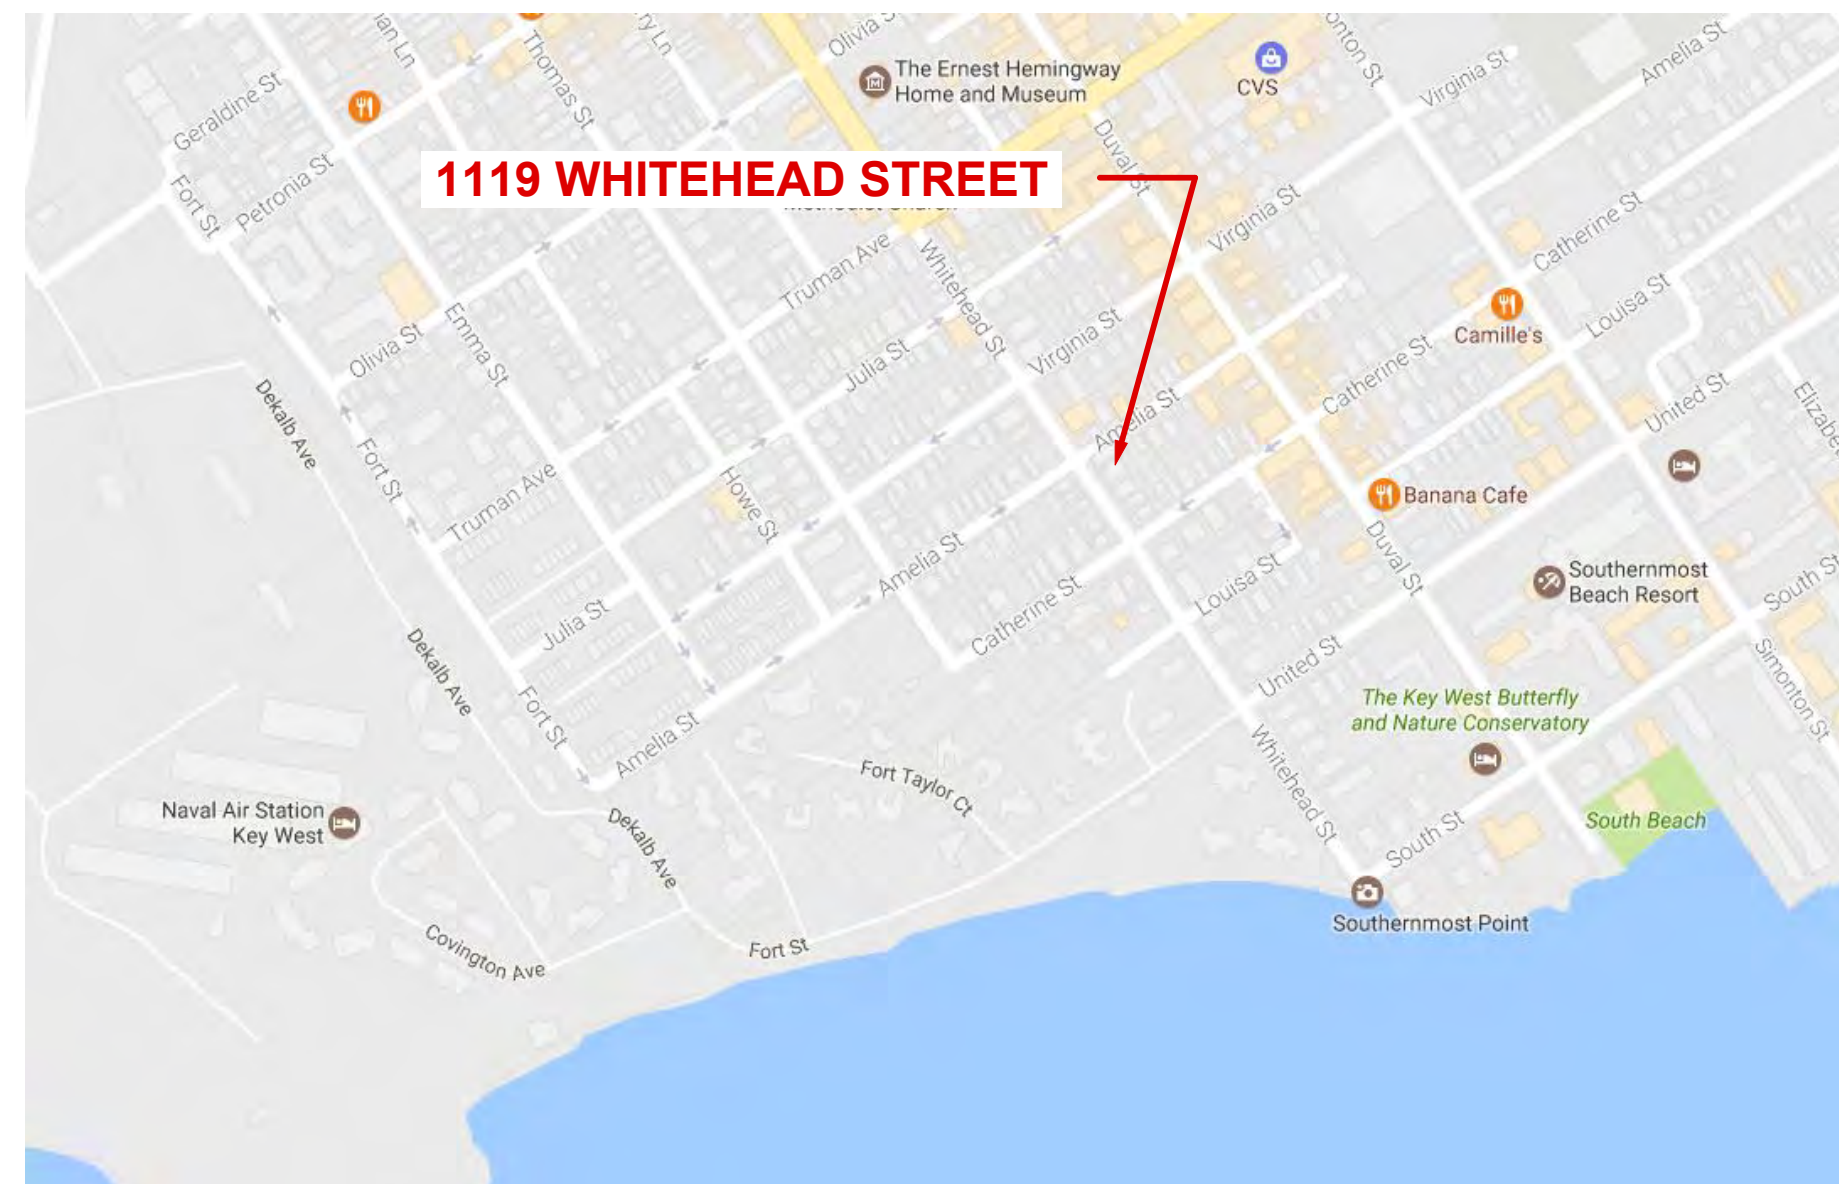 Olivia S
onton St
Amelia St
Virginia St
CVS
The Ernest Hemingway
Home and Museum
Thomas St
Geraldine St
Petronia St
Fort St
Duval St
1119 WHITEHEAD STREET
Virginia St
Catherine St
Louisa St
Truman Ave
Whitehead St
Camille's
Emma St
Olivia St
Julia St
Virginia St
Catherine St
United St
Elizabe
Dekalb Ave
Fort St
Amelia St
Truman Ave
Howe St
Banana Cafe
Duval St
Amelia St
Louisa St
Southernmost
Beach Resort
South St
Catherine St
Julia St
Dekalb Ave
United St
Simonton St
The Key West Butterfly
and Nature Conservatory
Fort St
Amelia St
Whitehead St
Fort Taylor Ct
Naval Air Station
Key West
Dekalb Ave
South St
South Beach
Southernmost Point
Covington Ave
Fort St